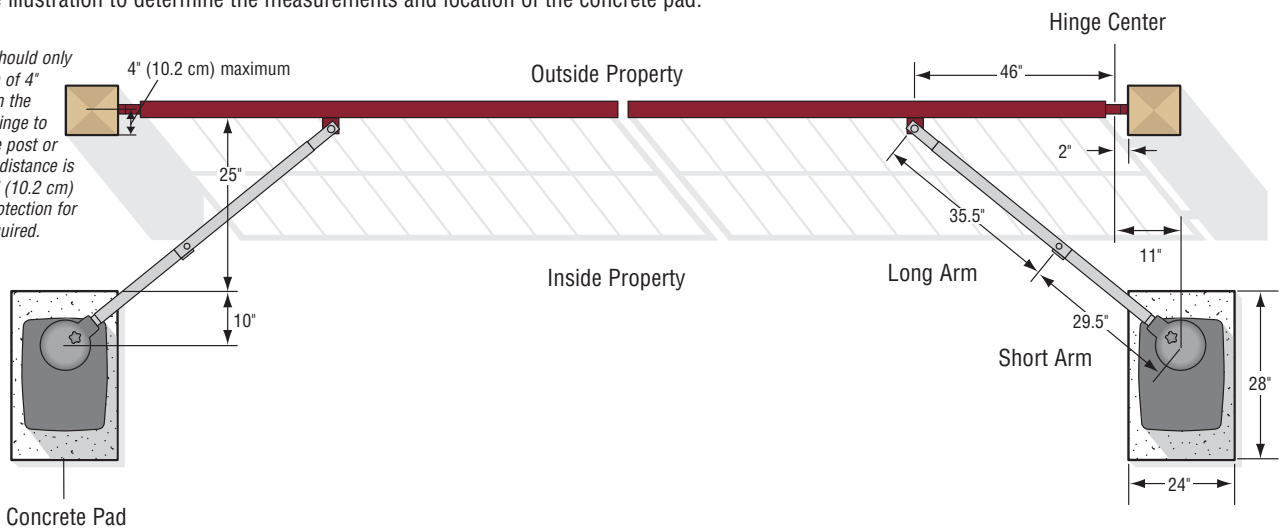 illustration to determine the measurements and location of the concrete pad.
Hinge Center
hould only
of 4"
the
inge to
post or
distance is
(10.2 cm)
otection for
uired.
4" (10.2 cm) maximum
Outside Property
46"
2"
25"
35.5"
11"
Inside Property
Long Arm
10"
29.5"
Short Arm
28"
24"
Concrete Pad